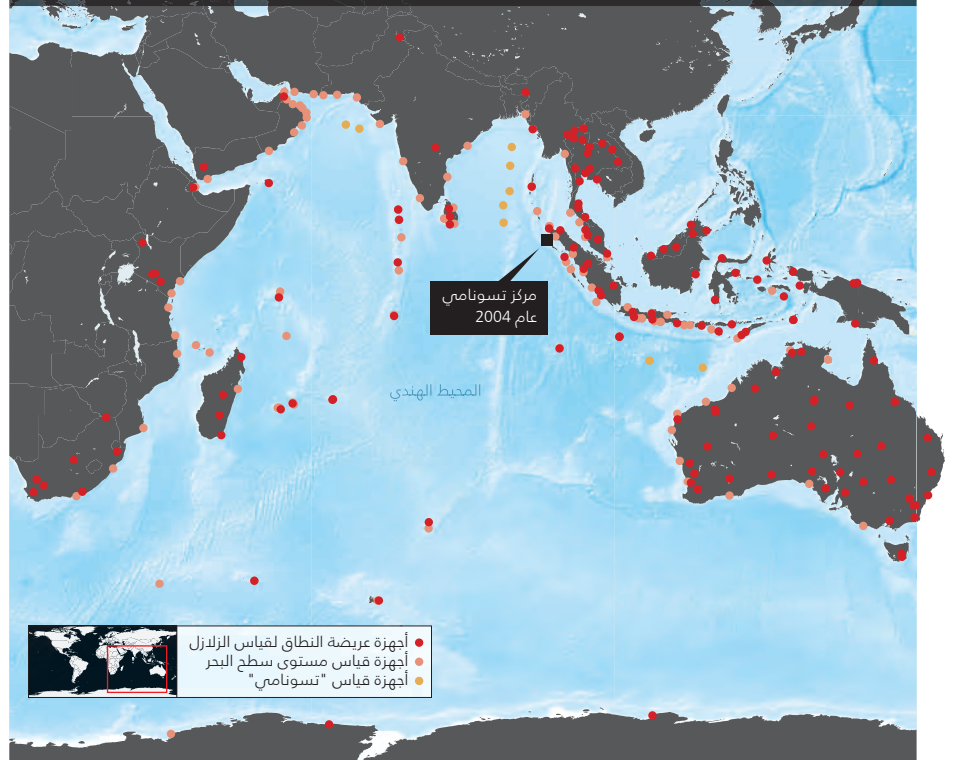 مركز تسونامي
عام 2004
المحيط الهندي
أجهزة عريضة النطاق لقياس الزلازل
أجهزة قياس مستوى سطح البحر
أجهزة قياس "تسونامي"